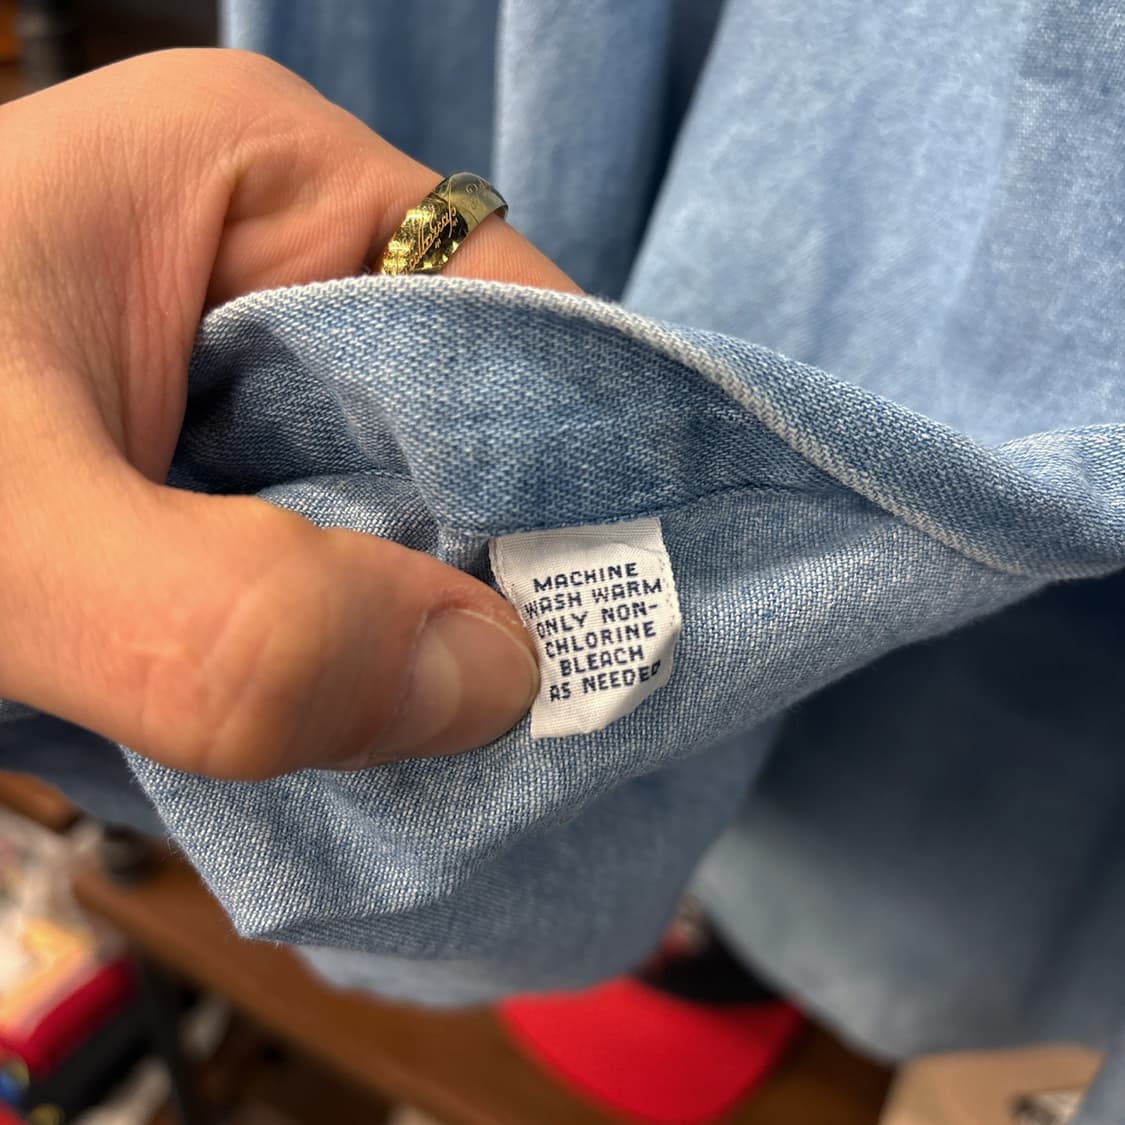 MACHINE
WASH WARM
ONLY NON-
CHLORINE
BLEACH
AS NEEDED